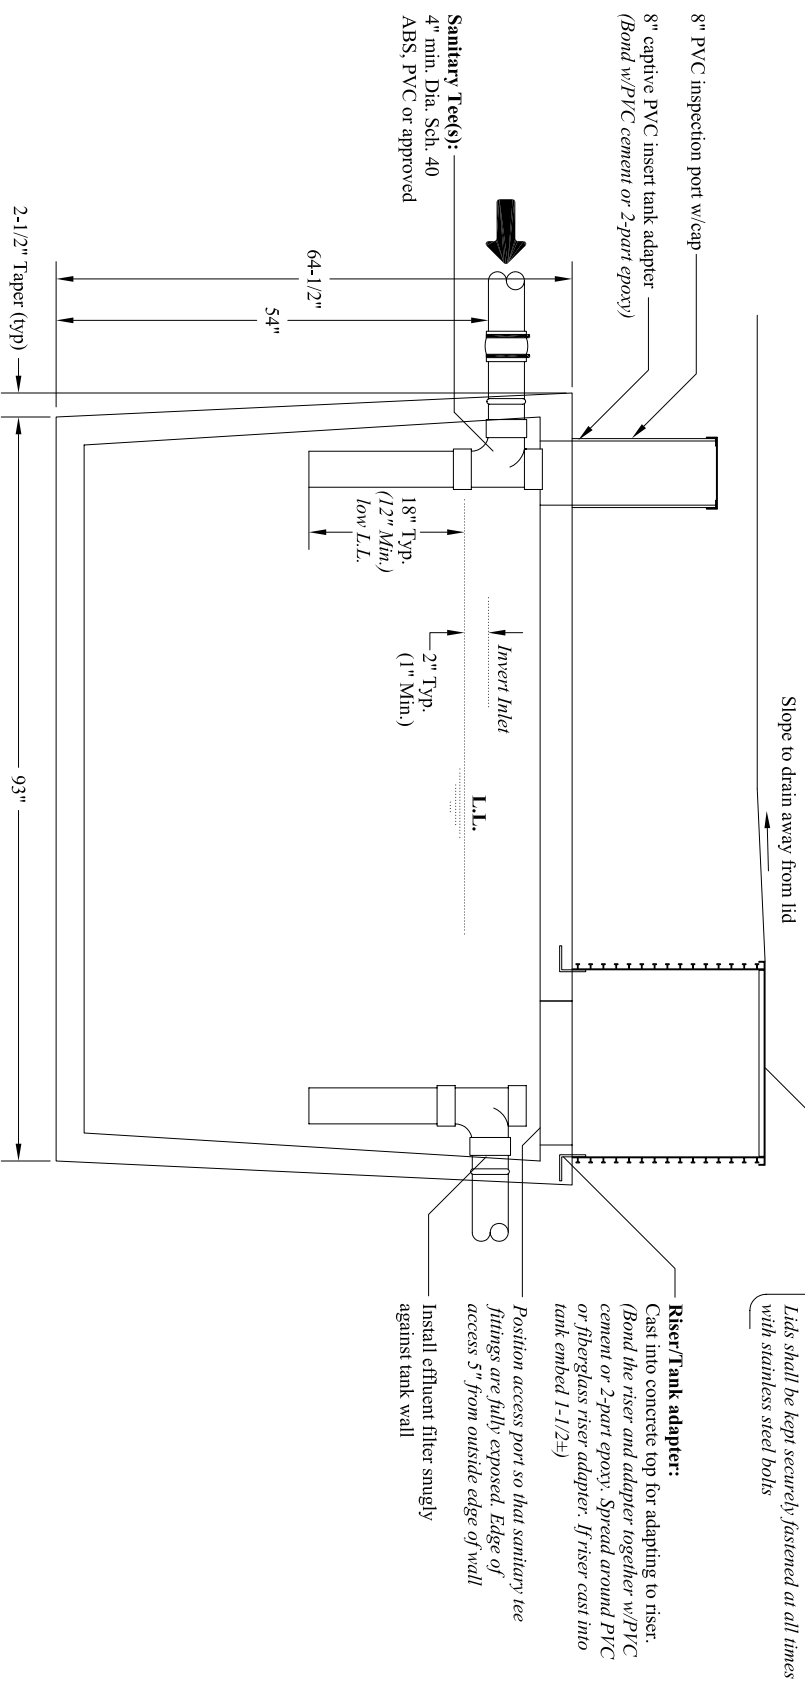 8" PVC inspection port w/cap
8" captive PVC insert tank adapter
(Bond w/PVC cement or 2-part epoxy)
Sanitary Tee(s):
4" min. Dia. Sch. 40
ABS, PVC or approved
Slope to drain away from lid
Lids shall be kept securely fastened at all times
with stainless steel bolts
64-1/2"
54"
2-1/2" Taper (typ)
18" Typ.
(12" Min.)
low L.L.
Invert Inlet
2" Typ.
(1" Min.)
L.L.
93"
Riser/Tank adapter:
Cast into concrete top for adapting to riser.
(Bond the riser and adapter together w/PVC
cement or 2-part epoxy. Spread around PVC
or fiberglass riser adapter. If riser cast into
tank embed 1-1/2±)
Position access port so that sanitary tee
fittings are fully exposed. Edge of
access 5" from outside edge of wall
Install effluent filter snugly
against tank wall